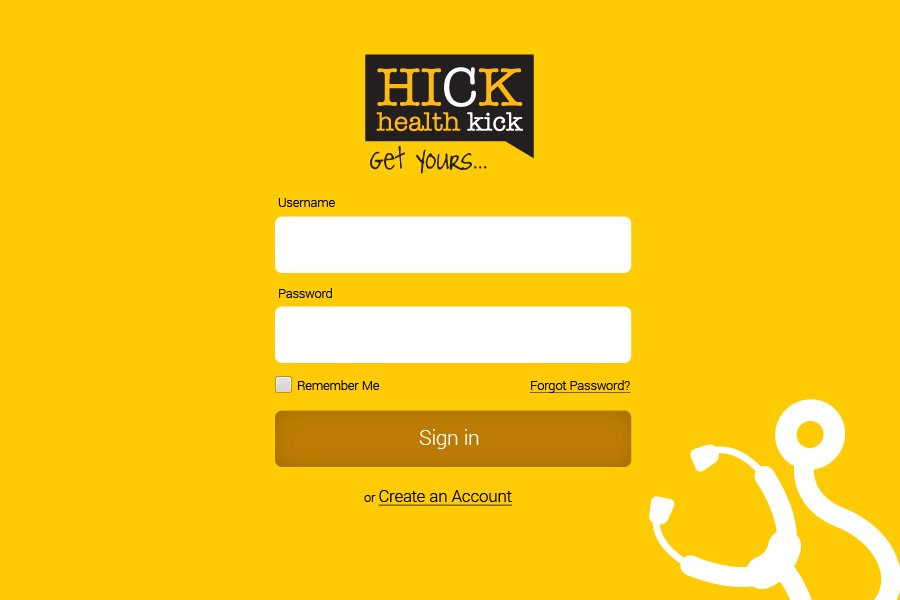 HICK
health kick
Get Yours...
Username
Password
Remember Me
Forgot Password?
Sign in
or Create an Account